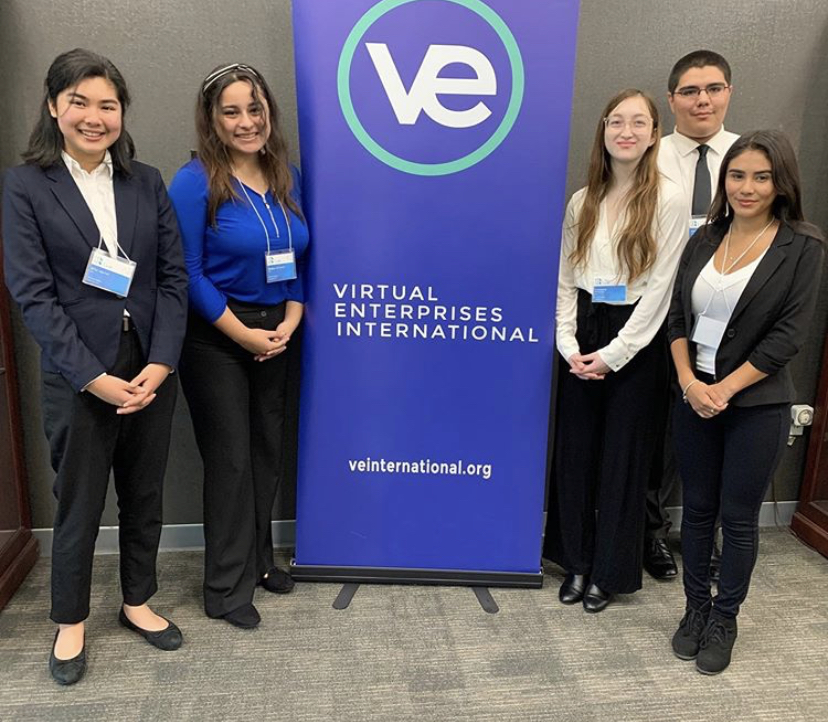 ve
VIRTUAL
ENTERPRISES
INTERNATIONAL
veinternational.org